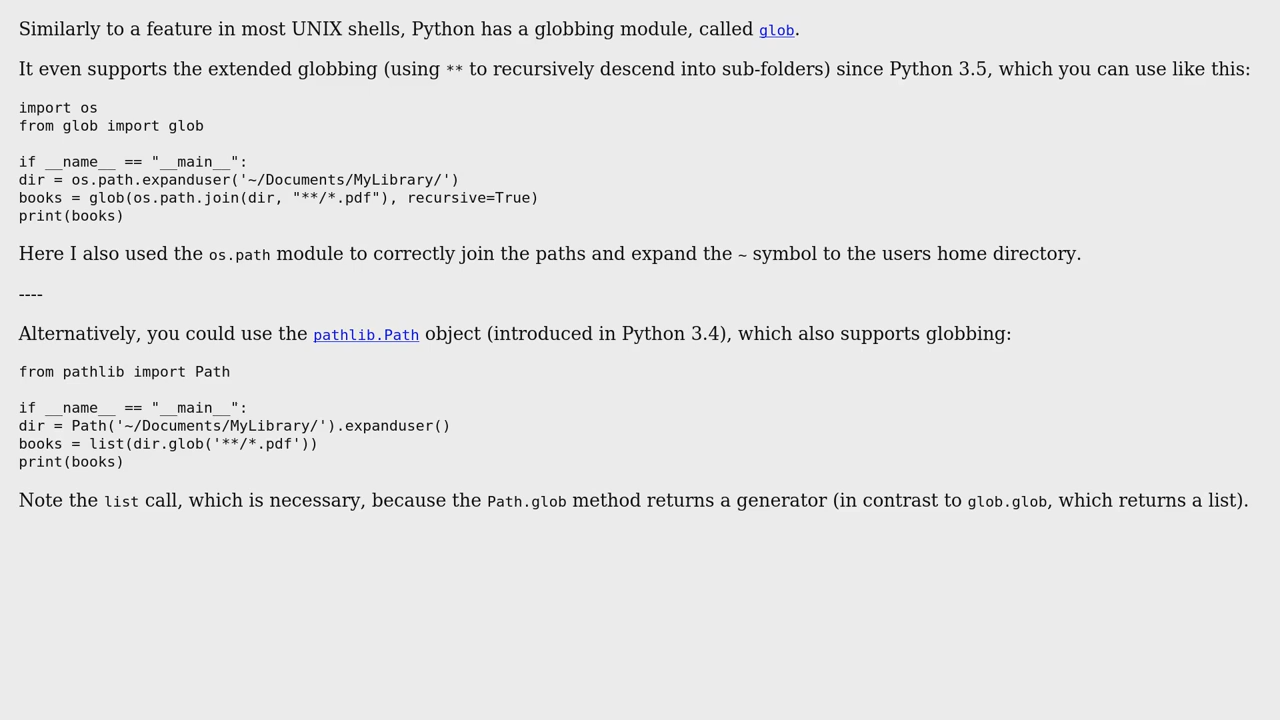 Similarly to a feature in most UNIX shells, Python has a globbing module, called glob.
It even supports the extended globbing (using ** to recursively descend into sub-folders) since Python 3.5, which you can use like this:
import os
from glob import glob
if __name__ == "__main__":
dir = os.path.expanduser('~/Documents/MyLibrary/')
books = glob(os.path.join(dir, "**/*.pdf"), recursive=True)
print(books)
Here I also used the os.path module to correctly join the paths and expand the ~ symbol to the users home directory.
----
Alternatively, you could use the pathlib.Path object (introduced in Python 3.4), which also supports globbing:
from pathlib import Path
if __name__ == "__main__":
dir = Path('~/Documents/MyLibrary/').expanduser()
books = list(dir.glob('**/*.pdf'))
print(books)
Note the list call, which is necessary, because the Path.glob method returns a generator (in contrast to glob.glob, which returns a list).